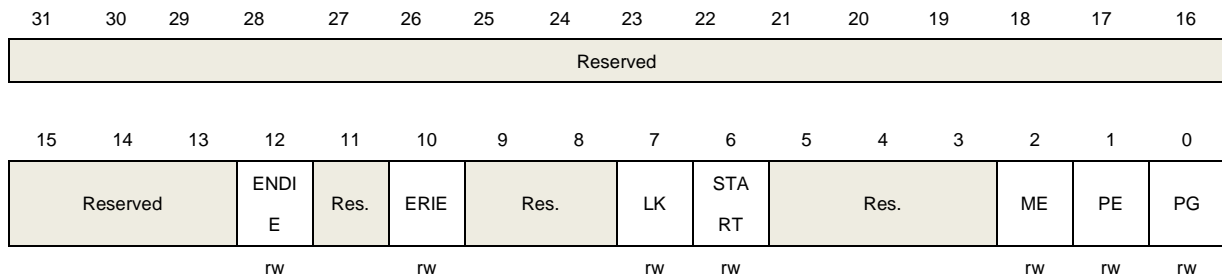 31 30 29 28 27 26 25 24 23 22 21 20 19 18 17 16
Reserved
15 14 13 12 11 10 9 8 7 6 5 4 3 2 1 0
Reserved ENDI Res. ERIE Res. LK STA Res. ME PE PG
E RT
rw rw rw rw rw rw rw